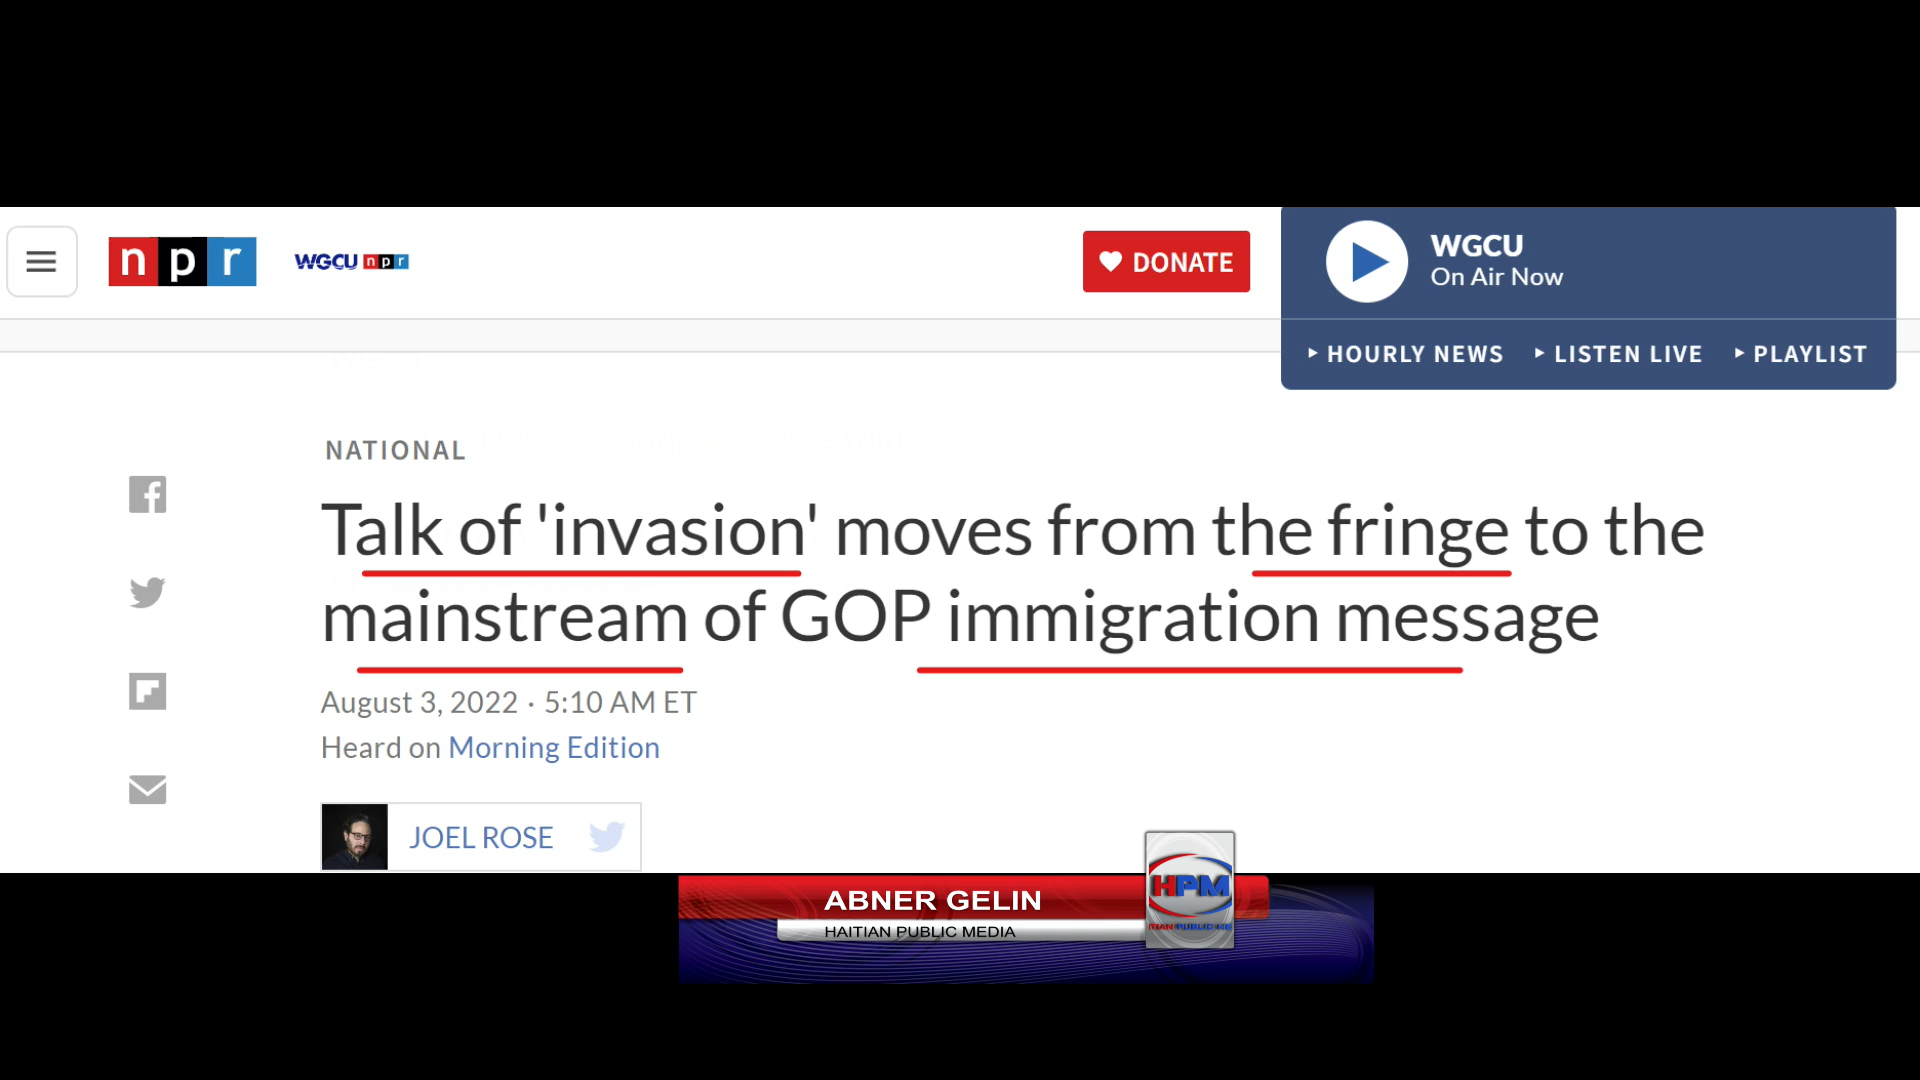 npr
WGCU npr
DONATE
WGCU
On Air Now
HOURLY NEWS
LISTEN LIVE
PLAYLIST
NATIONAL
Talk of 'invasion' moves from the fringe to the
mainstream of GOP immigration message
August 3, 2022 · 5:10 AM ET
Heard on Morning Edition
JOEL ROSE
ABNER GELIN
HAITIAN PUBLIC MEDIA
HPM